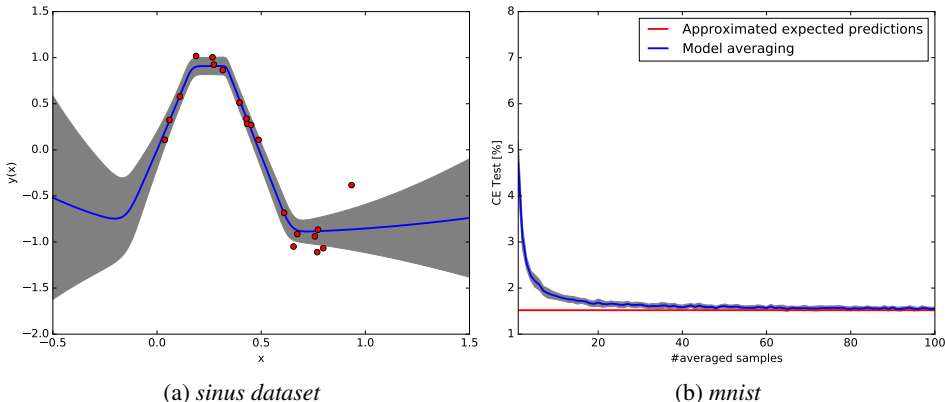 1.5
1.0
0.5
0.0
−0.5
−1.0
−1.5
−2.0
y(x)
−0.5 0.0 0.5 1.0 1.5
x
(a) sinus dataset
8
7
6
5
4
3
2
1
CE Test [%]
Approximated expected predictions
Model averaging
20 40 60 80 100
#averaged samples
(b) mnist